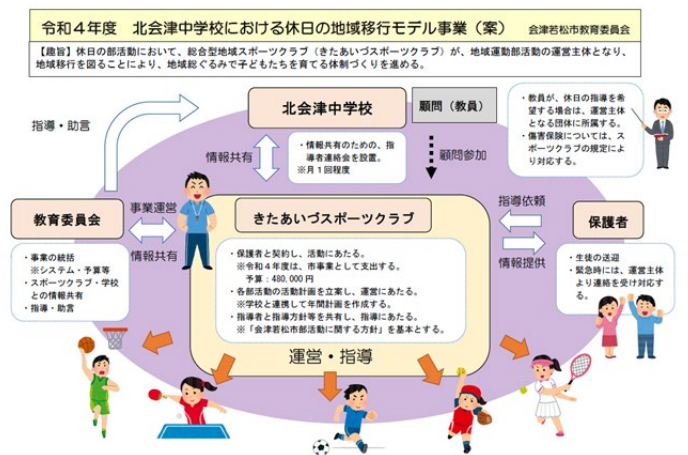 令和４年度　北会津中学校における休日の地域移行モデル事業（案）　会津若松市教育委員会
【趣旨】休日の部活動において、総合型地域スポーツクラブ（きたあいづスポーツクラブ）が、地域運動部活の運営主体となり、
地域移行を図ることにより、地域総ぐるみで子どもたちを育てる体制づくりを進める。
北会津中学校
顧問（教員）
・教員が、休日の指導を希
望する場合は、運営主体
となる団体に所属する。
・傷害保険については、ス
ポーツクラブの規定によ
り対応する。
指導・助言
情報共有
・情報共有のための、指
導者連絡会を設置。
※月１回程度
顧問参加
教育委員会
事業運営
情報共有
・事業の統括
※システム・予算等
・スポーツクラブ・学校
との情報共有
・指導・助言
きたあいづスポーツクラブ
・保護者と契約し、活動にあたる。
※令和４年度は、市事業として支出する。
予算：480,000円
・各部活動の活動計画を立案し、運営にあたる。
※学校と連携して年間計画を作成する。
・指導者と指導方針等を共有し、指導にあたる。
※「会津若松市部活動に関する方針」を基本とする。
運営・指導
指導依頼
情報提供
保護者
・生徒の送迎
・緊急時には、運営主体
より連絡を受け対応す
る。